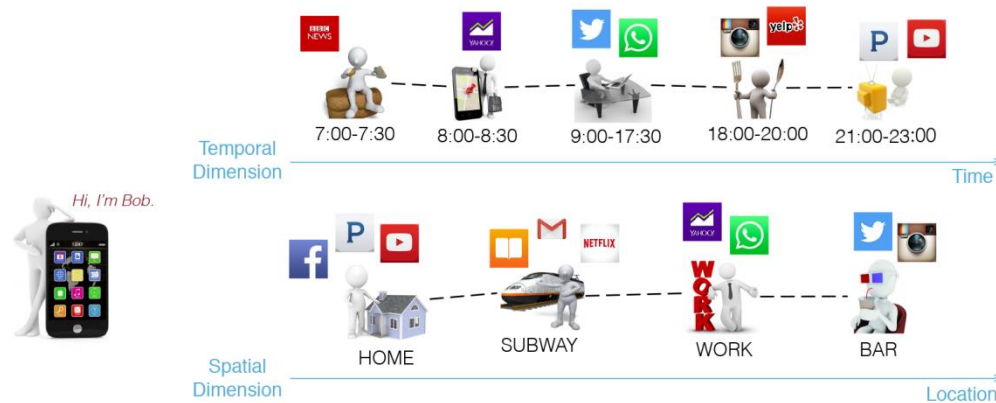 BBC
NEWS
YAHOO!
yelp
7:00-7:30
8:00-8:30
9:00-17:30
18:00-20:00
21:00-23:00
Temporal
Dimension
Time
Hi, I'm Bob.
P
P
f
NETFLIX
YAHOO!
WORK
HOME
SUBWAY
WORK
BAR
Spatial
Dimension
Location